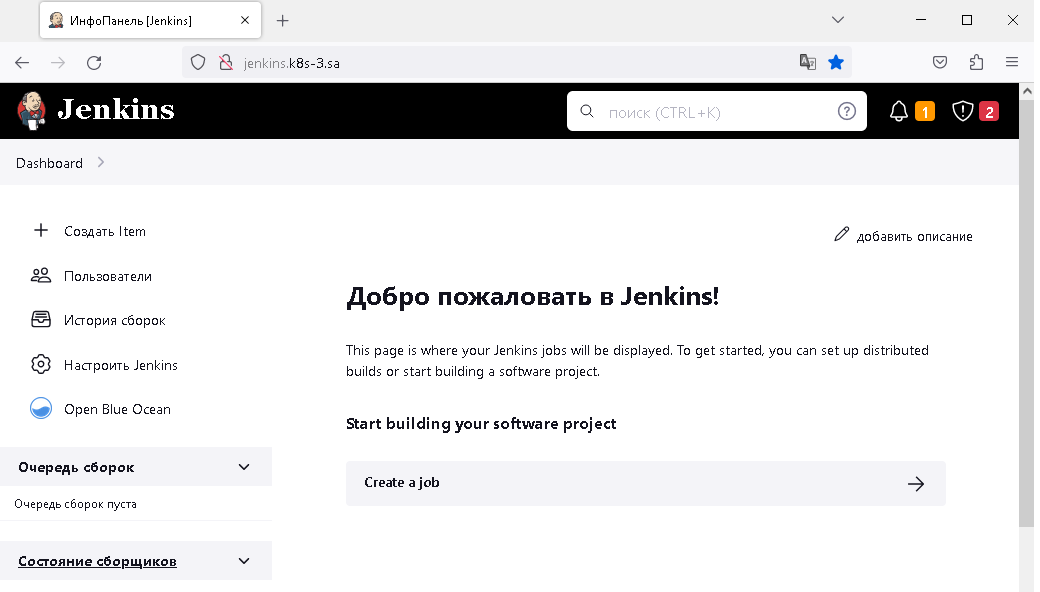 ИнфоПанель [Jenkins]
jenkins.k8s-3.sa
Jenkins
поиск (CTRL+K)
1
2
Dashboard
Создать Item
добавить описание
Пользователи
Добро пожаловать в Jenkins!
История сборок
This page is where your Jenkins jobs will be displayed. To get started, you can set up distributed
builds or start building a software project.
Настроить Jenkins
Open Blue Ocean
Start building your software project
Очередь сборок
Create a job
Очередь сборок пуста
Состояние сборщиков